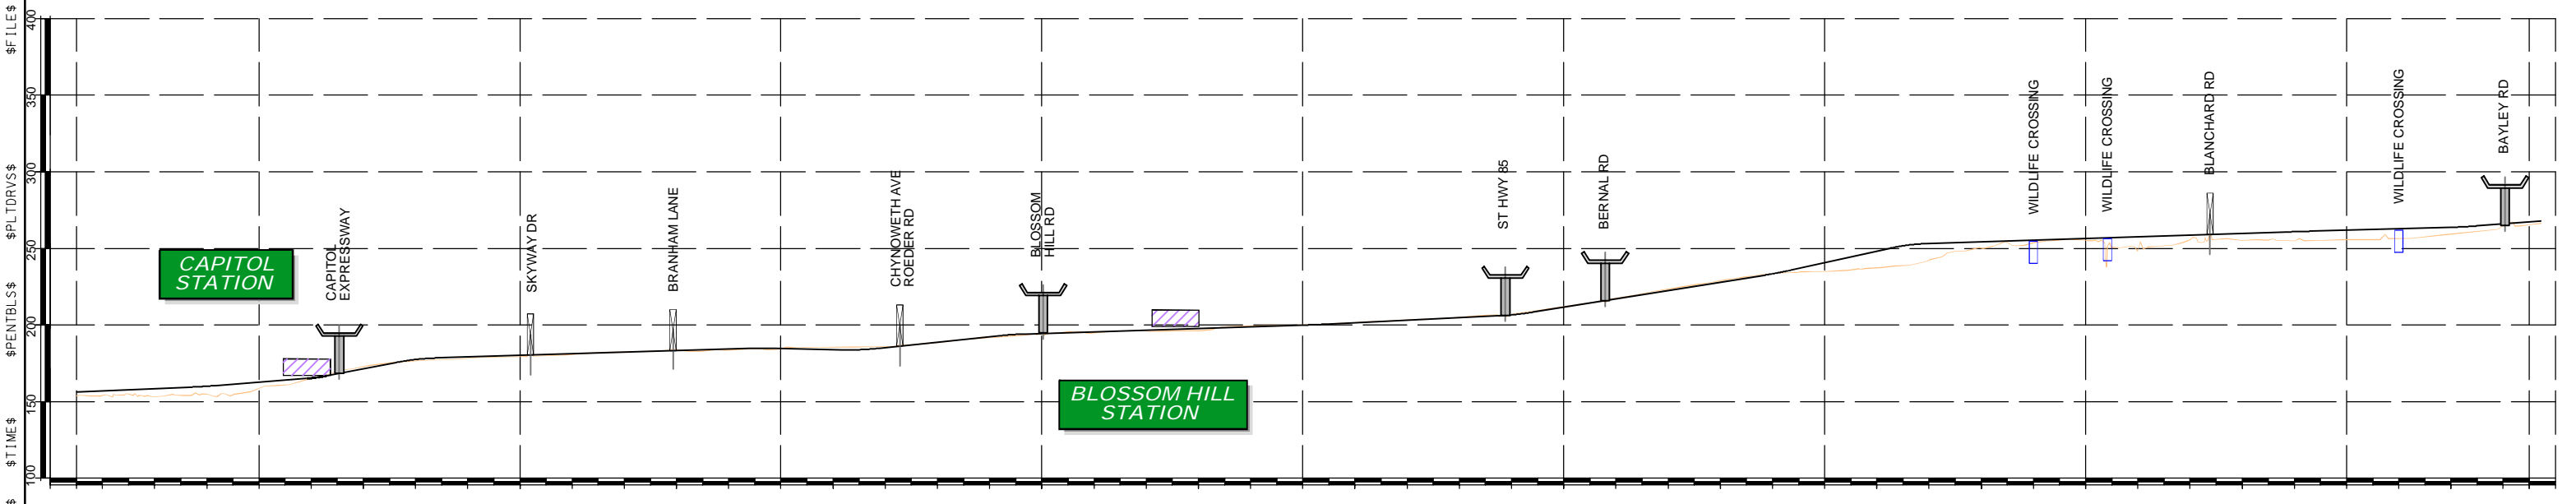 $FILE$
$PLTDRVS$
$PENTBLS$
$TIME$
400
350
300
250
200
150
100
CAPITOL
STATION
CAPITOL
EXPRESSWAY
SKYWAY DR
BRANHAM LANE
CHYNOWETH AVE
ROEDER RD
BLOSSOM
HILL RD
BLOSSOM HILL
STATION
ST HWY 85
BERNAL RD
WILDLIFE CROSSING
WILDLIFE CROSSING
BLANCHARD RD
WILDLIFE CROSSING
BAYLEY RD